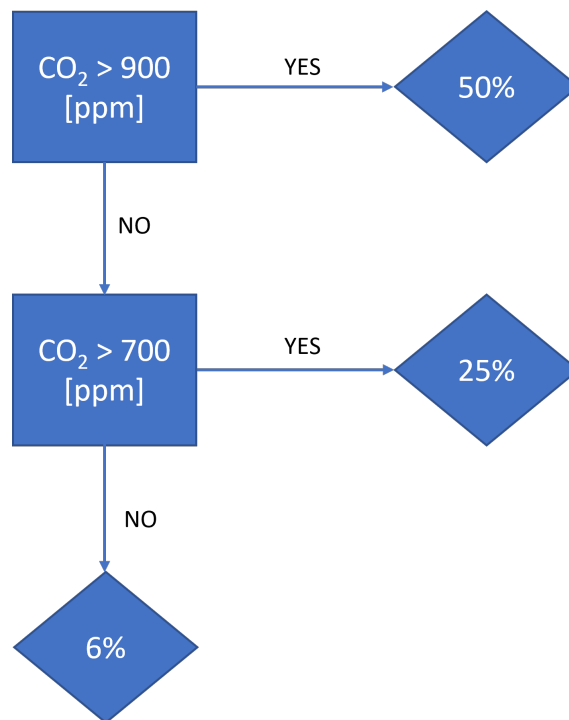 CO₂ > 900
[ppm]
YES
50%
NO
CO₂ > 700
[ppm]
YES
25%
NO
6%